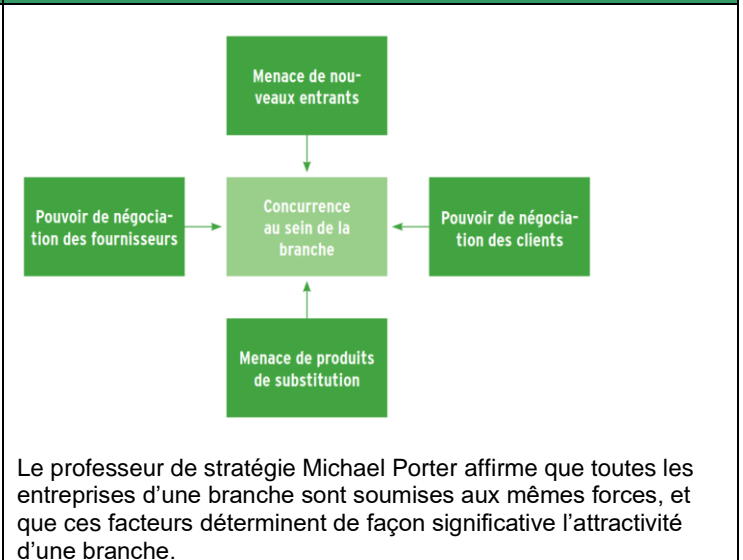 Menace de nou-
veaux entrants
Pouvoir de négocia-
tion des fournisseurs
Concurrence
au sein de la
branche
Pouvoir de négocia-
tion des clients
Menace de produits
de substitution
Le professeur de stratégie Michael Porter affirme que toutes les
entreprises d’une branche sont soumises aux mêmes forces, et
que ces facteurs déterminent de façon significative l’attractivité
d’une branche.